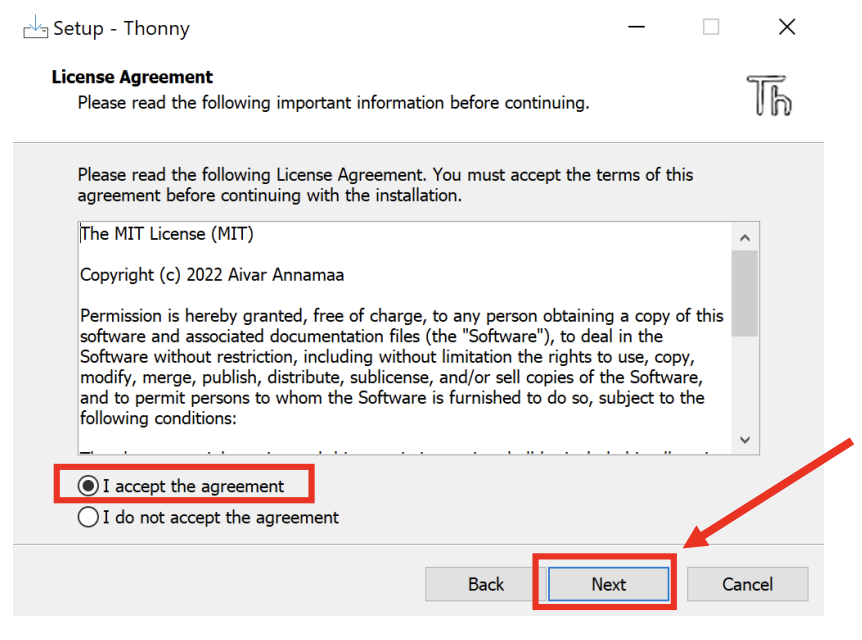 Setup - Thonny
License Agreement
Please read the following important information before continuing.
Th
Please read the following License Agreement. You must accept the terms of this
agreement before continuing with the installation.
The MIT License (MIT)
Copyright (c) 2022 Aivar Annamaa
Permission is hereby granted, free of charge, to any person obtaining a copy of this
software and associated documentation files (the "Software"), to deal in the
Software without restriction, including without limitation the rights to use, copy,
modify, merge, publish, distribute, sublicense, and/or sell copies of the Software,
and to permit persons to whom the Software is furnished to do so, subject to the
following conditions:
I accept the agreement
I do not accept the agreement
Back Next Cancel